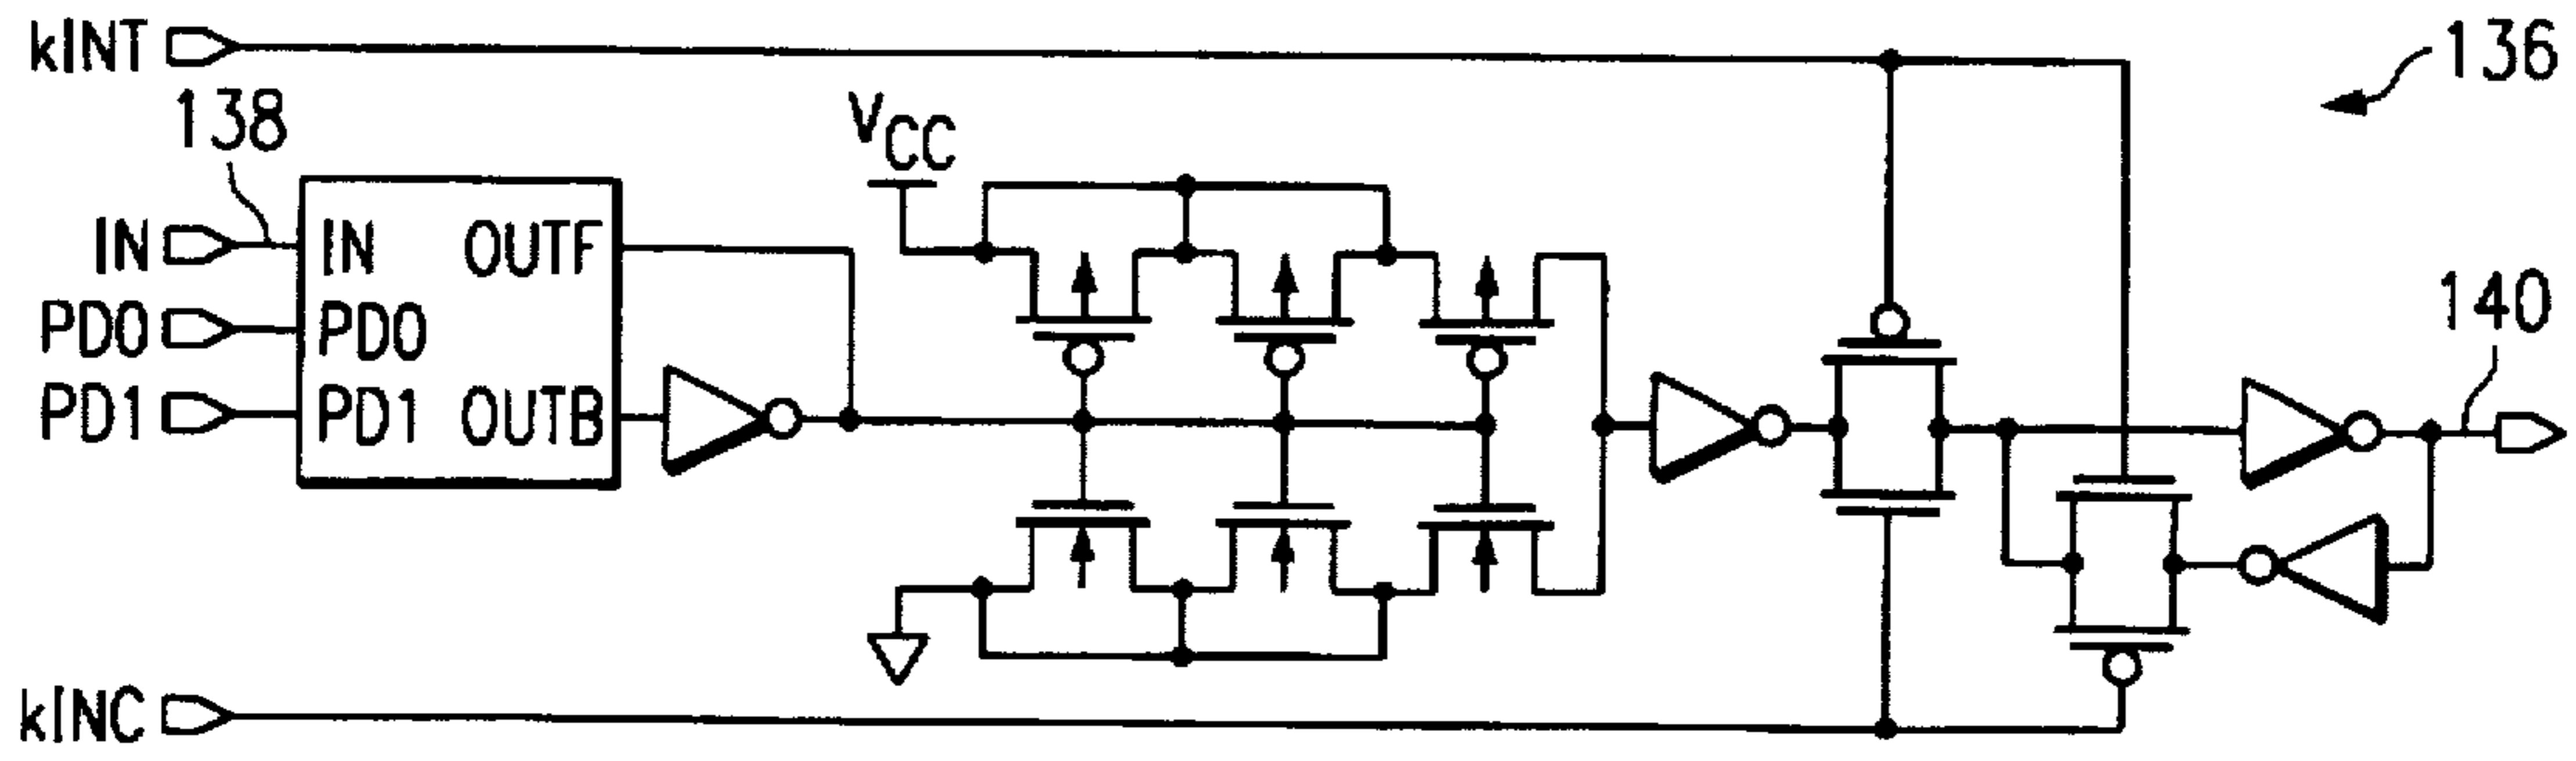 kINT
136
138
VCC
IN
IN OUTF
PD0
PD0
140
PD1
PD1 OUTB
kINC